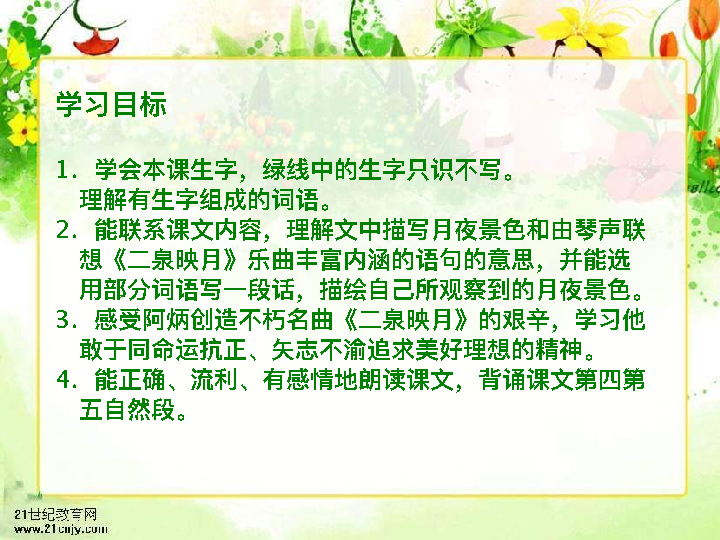 学习目标
1．学会本课生字，绿线中的生字只识不写。
理解有生字组成的词语。
2．能联系课文内容，理解文中描写月夜景色和由琴声联
想《二泉映月》乐曲丰富内涵的语句的意思，并能选
用部分词语写一段话，描绘自己所观察到的月夜景色。
3．感受阿炳创造不朽名曲《二泉映月》的艰辛，学习他
敢于同命运抗正、矢志不渝追求美好理想的精神。
4．能正确、流利、有感情地朗读课文，背诵课文第四第
五自然段。
21世纪教育网
www.21cnjy.com